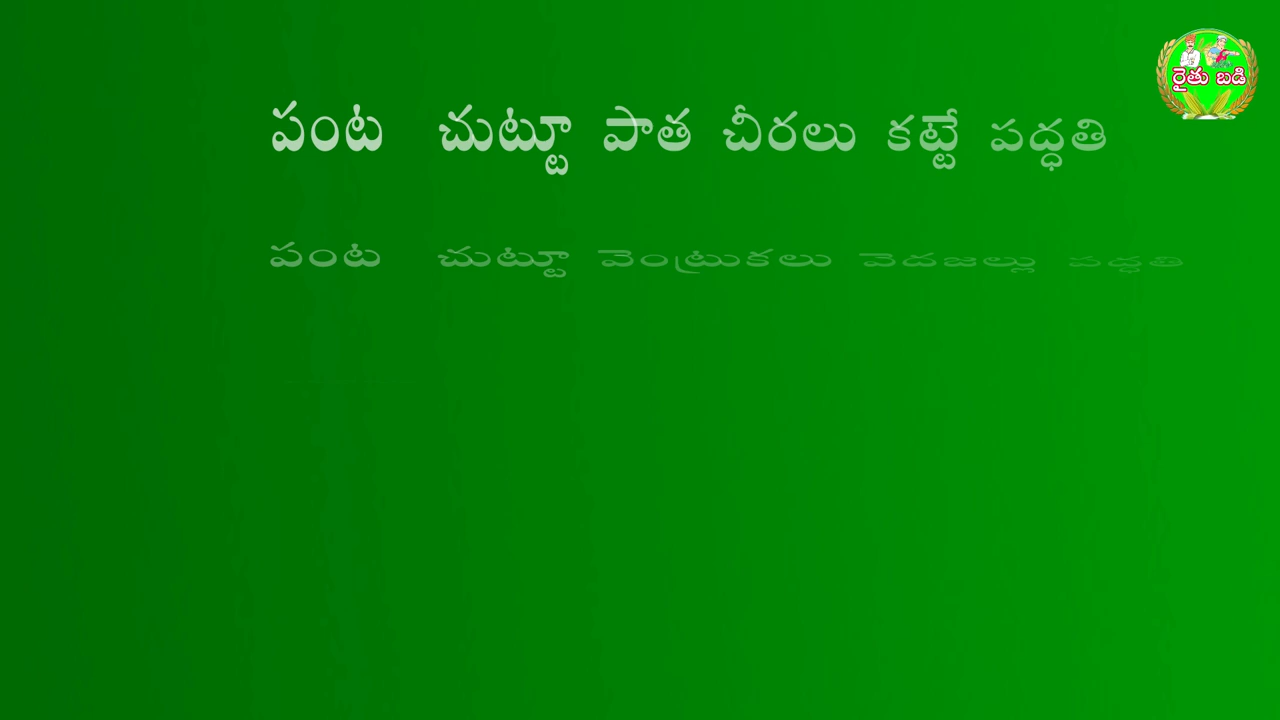 రైతు బడి
పంట చుట్టూ పాత చీరలు కట్టే పద్ధతి
పంట చుట్టూ వెంట్రుకలు వెదజల్లు పద్ధతి